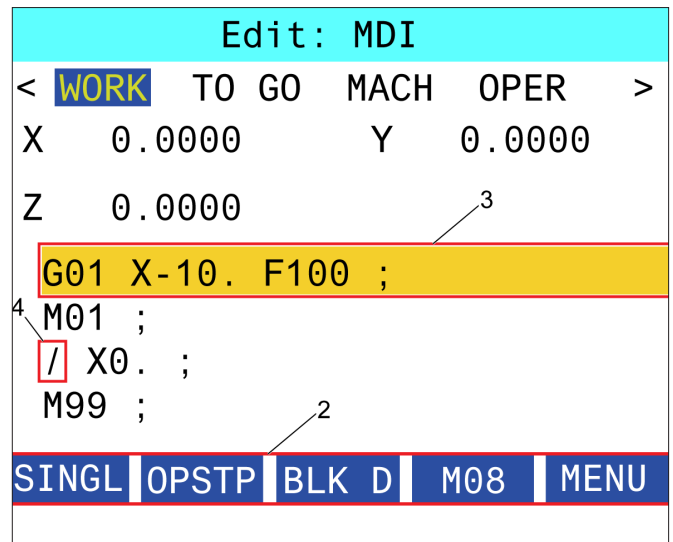 Edit: MDI
< WORK TO GO MACH OPER >
X 0.0000 Y 0.0000
Z 0.0000
3
G01 X-10. F100 ;
4
M01 ;
/ X0. ;
M99 ;
2
SINGL OPSTP BLK D M08 MENU